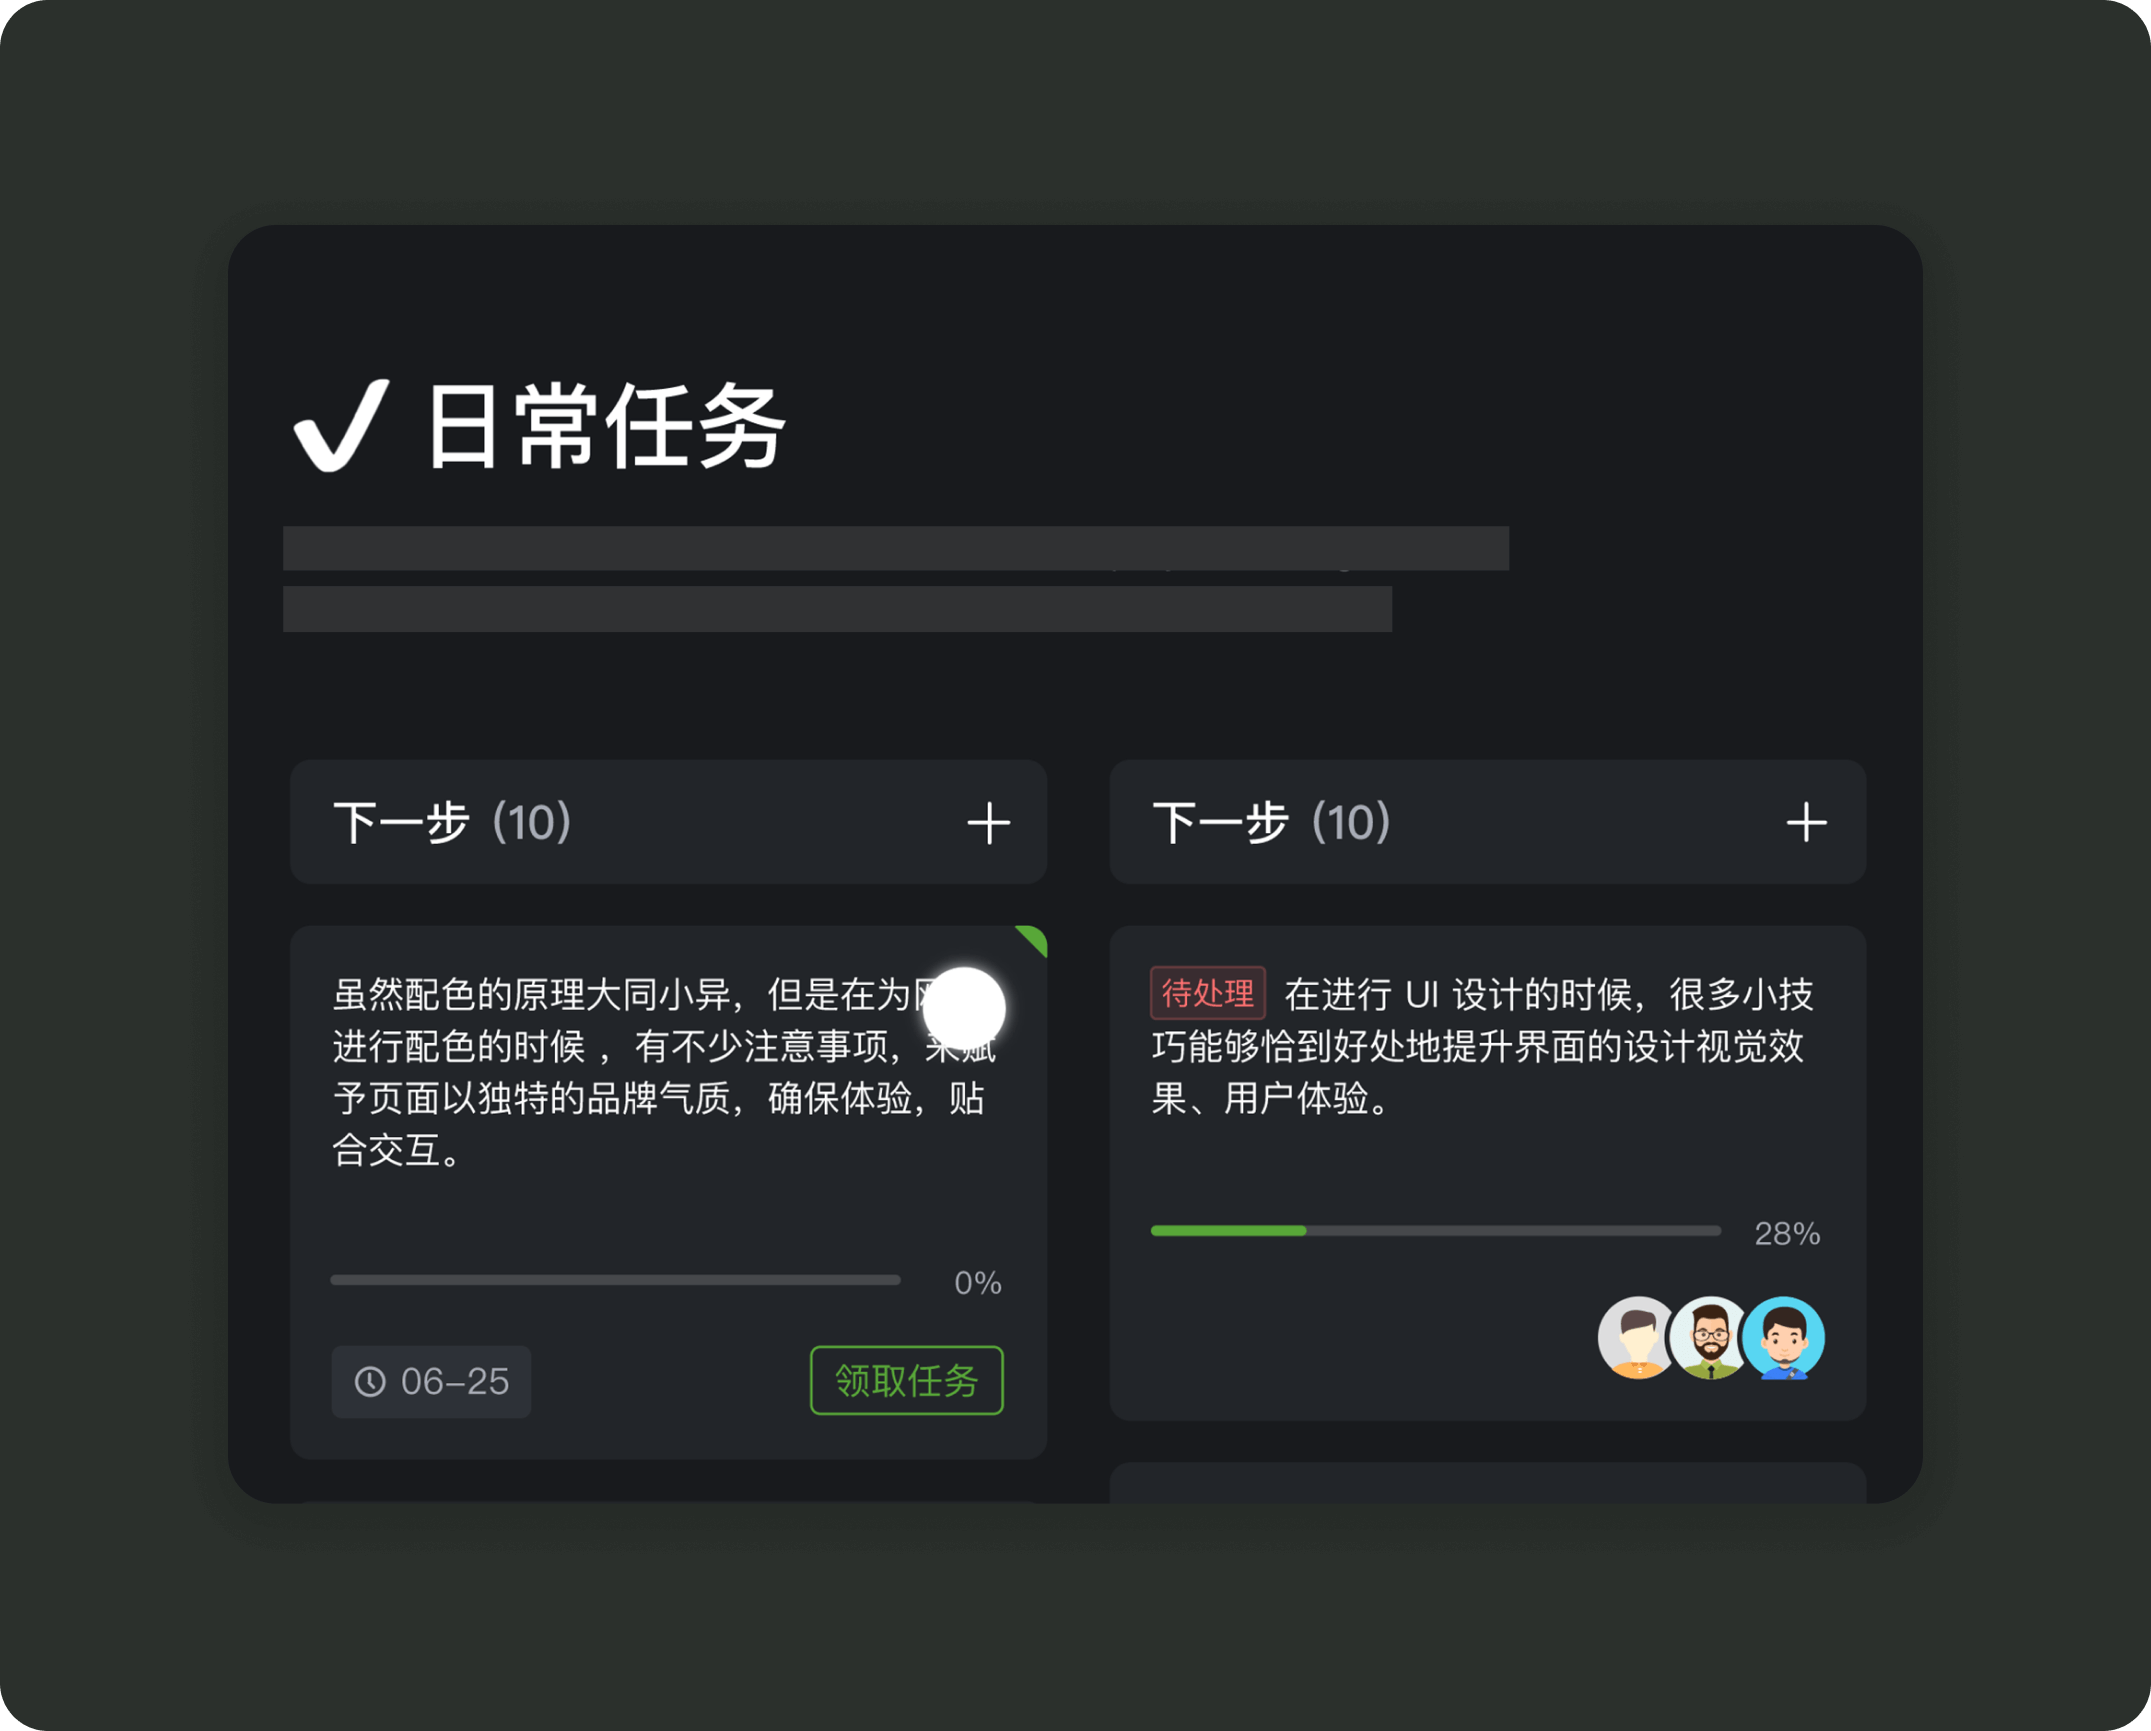 日常任务
下一步 (10)
虽然配色的原理大同小异，但是在为
进行配色的时候 ，有不少注意事项，来赋
予页面以独特的品牌气质，确保体验，贴
合交互。
0%
06-25
领取任务
下一步 (10)
待处理 在进行 UI 设计的时候，很多小技
巧能够恰到好处地提升界面的设计视觉效
果、用户体验。
28%